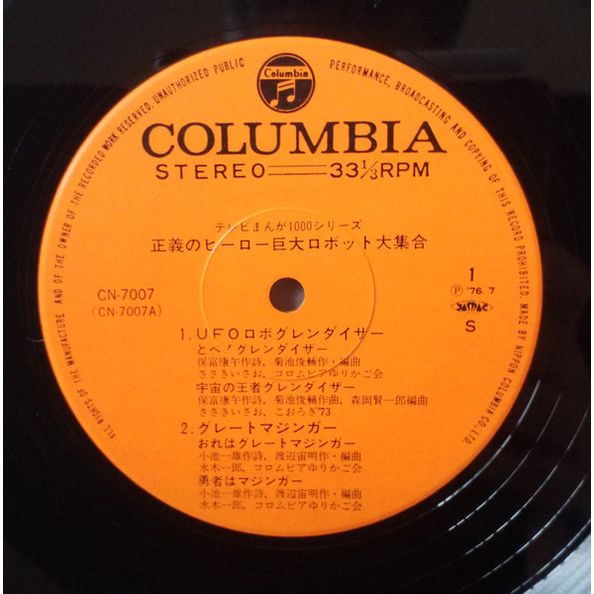 Columbia
COLUMBIA
STEREO 33 1/3 RPM
テレビまんが1000シリーズ
正義のヒーロー巨大ロボット大集合
CN-7007
(CN-7007A)
1
Ⓟ '76. 7
JASRAC
S
1. UFOロボグレンダイザー
とべ!グレンダイザー
保富康午作詩, 菊池俊輔作・編曲
ささきいさお, コロムビアゆりかご会
宇宙の王者グレンダイザー
保富康午作詩, 菊池俊輔作曲, 森岡賢一郎編曲
ささきいさお, こおろぎ'73
2. グレートマジンガー
おれはグレートマジンガー
小池一雄作詩, 渡辺宙明作・編曲
水木一郎, コロムビアゆりかご会
勇者はマジンガー
小池一雄作詩, 渡辺宙明作・編曲
水木一郎, コロムビアゆりかご会
ALL RIGHTS OF THE MANUFACTURE AND OF THE OWNER OF THE RECORDED WORK RESERVED. UNAUTHORIZED PUBLIC PERFORMANCE, BROADCASTING AND COPYING OF THIS RECORD PROHIBITED. MADE BY NIPPON COLUMBIA CO., LTD.